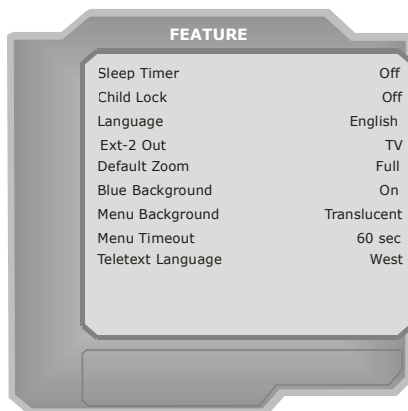 FEATURE
Sleep Timer Off
Child Lock Off
Language English
Ext-2 Out TV
Default Zoom Full
Blue Background On
Menu Background Translucent
Menu Timeout 60 sec
Teletext Language West